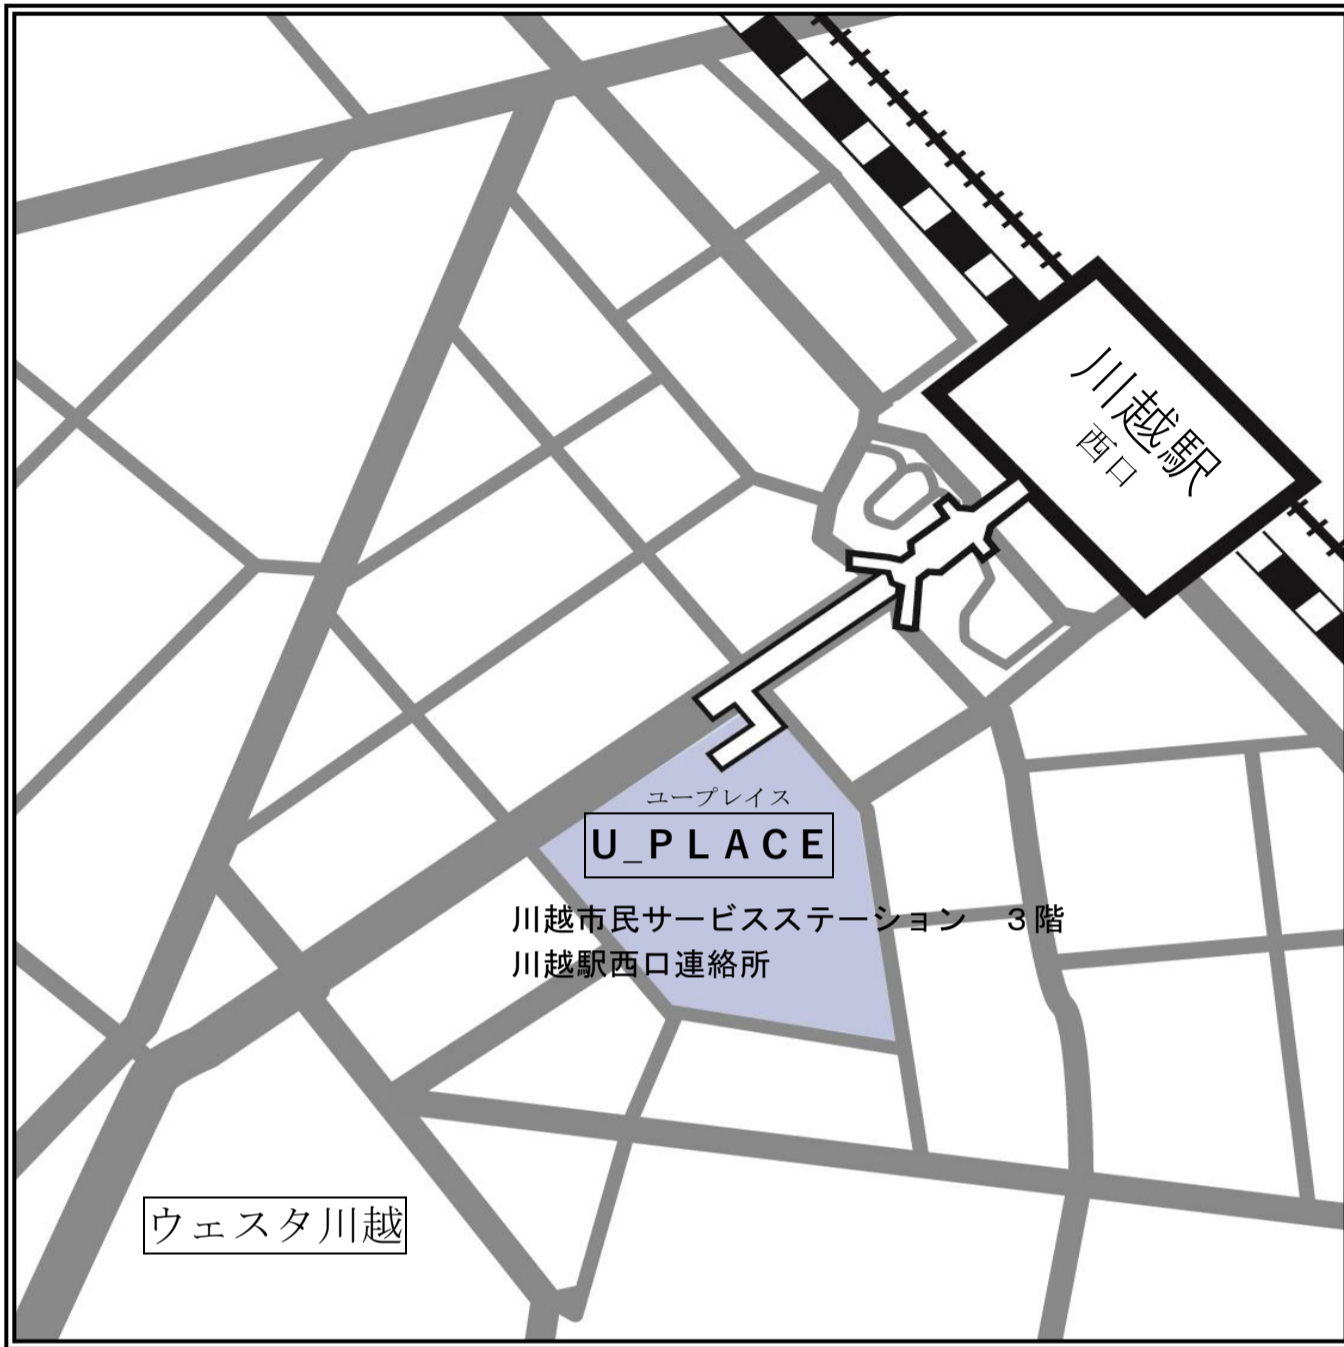 川越駅
西口
ユープレイス
U_PLACE
川越市民サービスステーション　３階
川越駅西口連絡所
ウェスタ川越